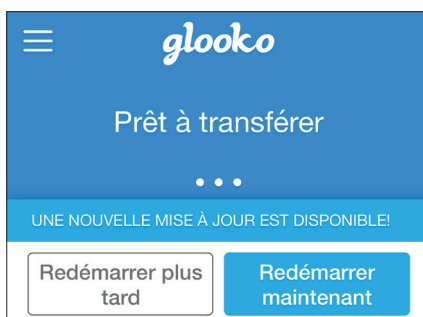 glooko
Prêt à transférer
UNE NOUVELLE MISE À JOUR EST DISPONIBLE!
Redémarrer plus
tard
Redémarrer
maintenant